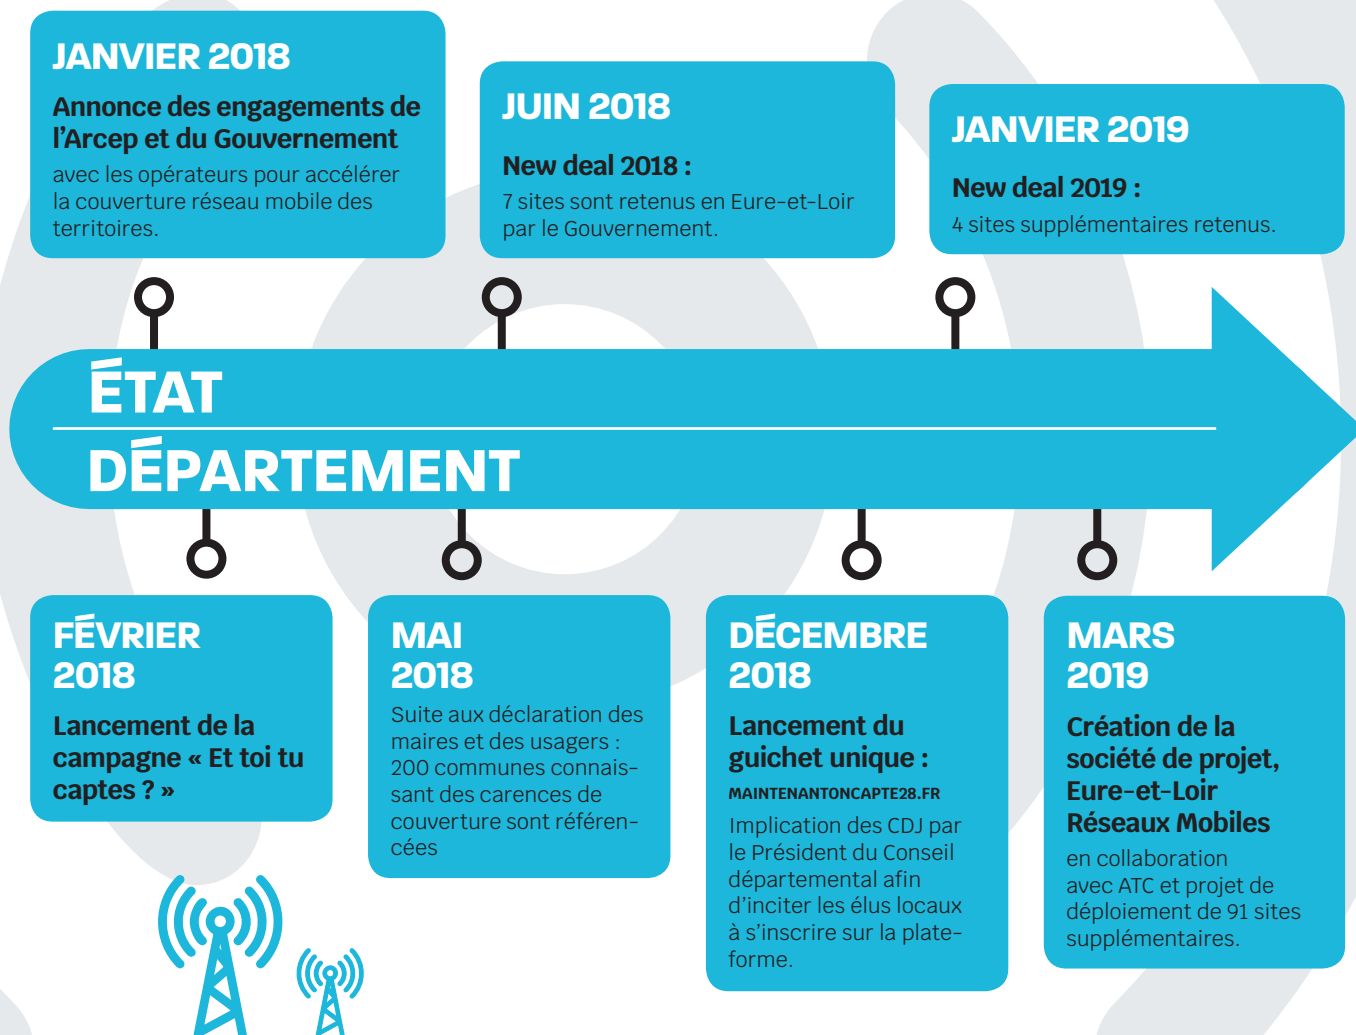 JANVIER 2018
Annonce des engagements de
l'Arcep et du Gouvernement
avec les opérateurs pour accélérer
la couverture réseau mobile des
territoires.
JUIN 2018
New deal 2018 :
7 sites sont retenus en Eure-et-Loir
par le Gouvernement.
JANVIER 2019
New deal 2019 :
4 sites supplémentaires retenus.
ÉTAT
DÉPARTEMENT
FÉVRIER
2018
Lancement de la
campagne « Et toi tu
captes ? »
MAI
2018
Suite aux déclaration des
maires et des usagers :
200 communes connais-
sant des carences de
couverture sont référen-
cées
DÉCEMBRE
2018
Lancement du
guichet unique :
MAINTENANTONCAPTE28.FR
Implication des CDJ par
le Président du Conseil
départemental afin
d'inciter les élus locaux
à s'inscrire sur la plate-
forme.
MARS
2019
Création de la
société de projet,
Eure-et-Loir
Réseaux Mobiles
en collaboration
avec ATC et projet de
déploiement de 91 sites
supplémentaires.